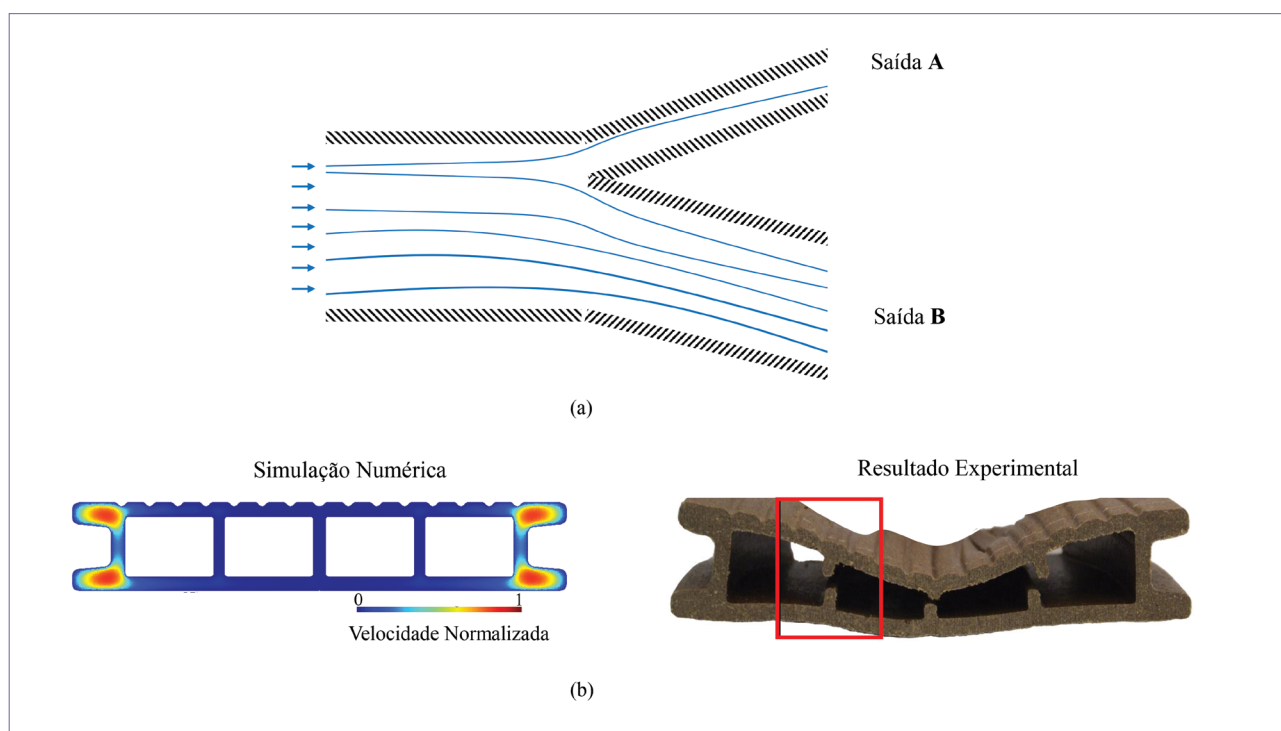 Saída A
Saída B
(a)
Simulação Numérica
Resultado Experimental
0
1
Velocidade Normalizada
(b)